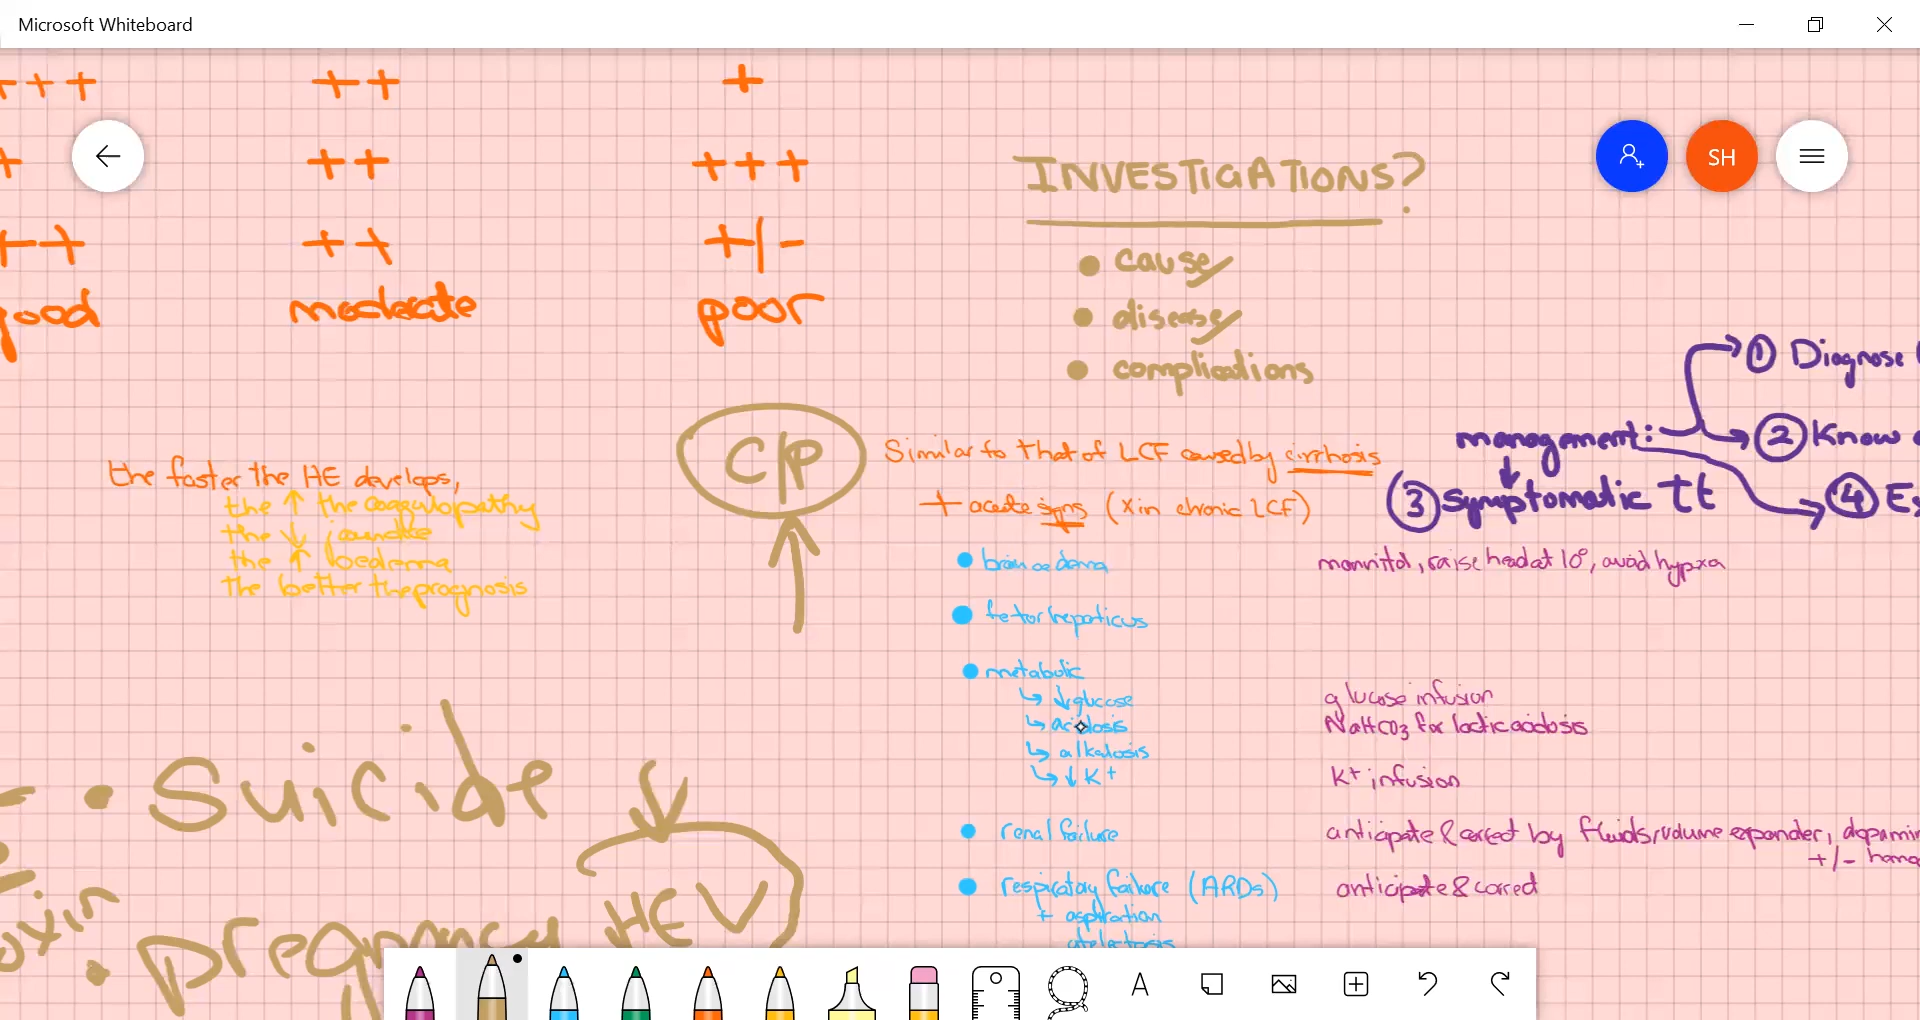 Microsoft Whiteboard
+ + + ++ +
+ ++ +++
++ ++ +/-
good moderate poor
INVESTIGATIONS?
cause
disease
complications
SH
① Diagnose
management:
② Know
③ symptomatic Tt
④ Ex
the faster the HE develops,
the ↑ the coagulopathy
the ↓ jaundice
the ↑ oedema
the better the prognosis
C/P
Similar to that of LCF caused by cirrhosis
+ acute signs (X in chronic LCF)
brain oedema
mannitol, raise head at 10°, avoid hypoxia
fetor hepaticus
metabolic
↳ ↓glucose
glucose infusion
↳ acidosis
NaHCO3 for lactic acidosis
↳ alkalosis
↳ ↓ K+
K+ infusion
renal failure
anticipate & correct by fluids/volume expander, dopamin
+/- hemo
respiratory failure (ARDs)
anticipate & correct
+ aspiration
atelectasis
• Suicide
oxin
• pregnancy HEV
A